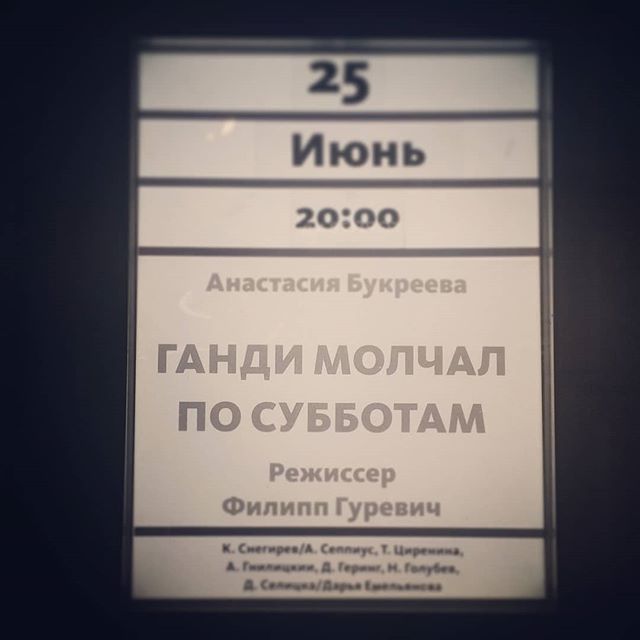 25
Июнь
20:00
Анастасия Букреева
ГАНДИ МОЛЧАЛ
ПО СУББОТАМ
Режиссер
Филипп Гуревич
К. Снегирев/А. Сеппиус, Т. Циренина,
А. Гнилицкии, Д. Геринг, Н. Голубев,
Д. Селицка/Дарья Емельянова